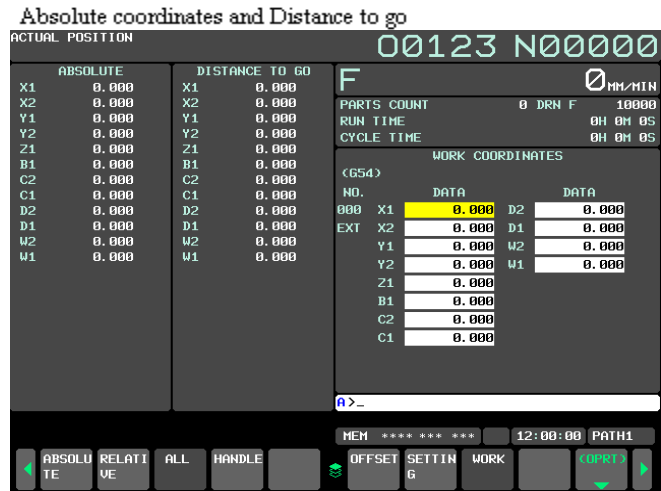 Absolute coordinates and Distance to go
ACTUAL POSITION
O0123 N00000
ABSOLUTE
X1 0.000
X2 0.000
Y1 0.000
Y2 0.000
Z1 0.000
B1 0.000
C2 0.000
C1 0.000
D2 0.000
D1 0.000
W2 0.000
W1 0.000
DISTANCE TO GO
X1 0.000
X2 0.000
Y1 0.000
Y2 0.000
Z1 0.000
B1 0.000
C2 0.000
C1 0.000
D2 0.000
D1 0.000
W2 0.000
W1 0.000
F 0 MM/MIN
PARTS COUNT 0 DRN F 10000
RUN TIME 0H 0M 0S
CYCLE TIME 0H 0M 0S
WORK COORDINATES
(G54)
NO. DATA DATA
000 X1 0.000 D2 0.000
EXT X2 0.000 D1 0.000
Y1 0.000 W2 0.000
Y2 0.000 W1 0.000
Z1 0.000
B1 0.000
C2 0.000
C1 0.000
A>_
MEM **** *** *** 12:00:00 PATH1
ABSOLU RELATI ALL HANDLE OFFSET SETTIN WORK (OPRT)
TE VE G